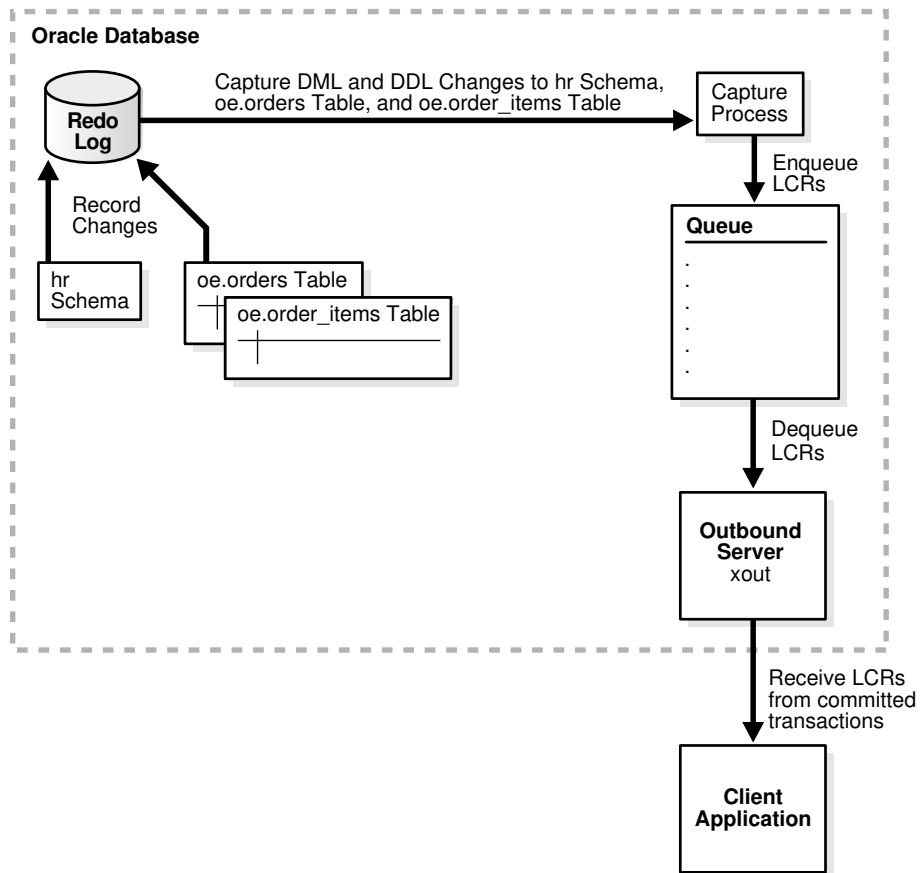 Oracle Database
Capture DML and DDL Changes to hr Schema,
oe.orders Table, and oe.order_items Table
Capture
Process
Redo
Log
Enqueue
LCRs
Record
Changes
Queue
hr
Schema
oe.orders Table
oe.order_items Table
Dequeue
LCRs
Outbound
Server
xout
Receive LCRs
from committed
transactions
Client
Application